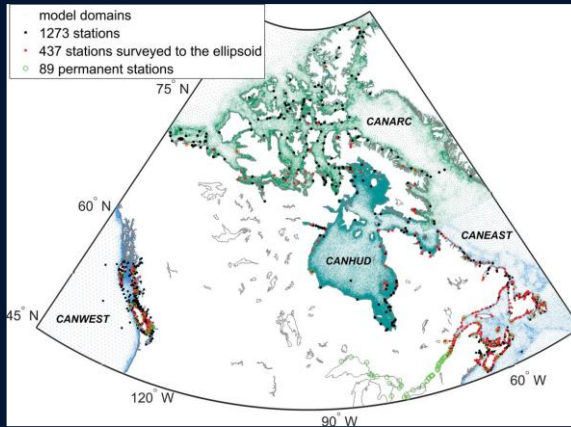 model domains
1273 stations
437 stations surveyed to the ellipsoid
89 permanent stations
75° N
CANARC
60° N
CANEAST
CANHUD
45° N
CANWEST
120° W
90° W
60° W